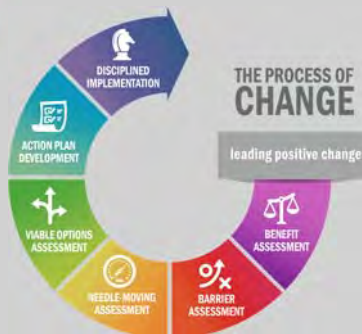 THE PROCESS OF
CHANGE
leading positive change
BENEFIT
ASSESSMENT
BARRIER
ASSESSMENT
NEEDLE-MOVING
ASSESSMENT
VIABLE OPTIONS
ASSESSMENT
ACTION PLAN
DEVELOPMENT
DISCIPLINED
IMPLEMENTATION